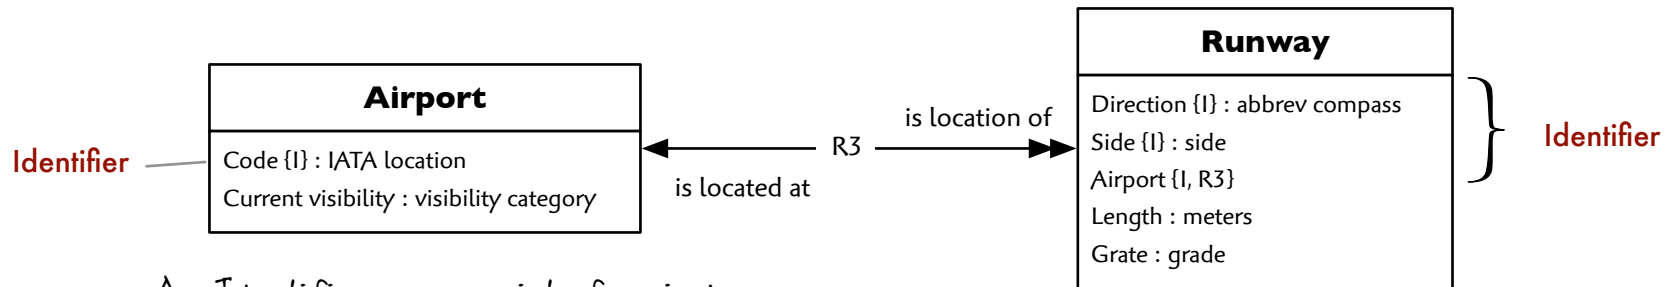 Runway
Airport
Direction {I} : abbrev compass
is location of
Side {I} : side
Identifier
R3
Identifier
Code {I} : IATA location
Airport {I, R3}
is located at
Current visibility : visibility category
Length : meters
Grate : grade